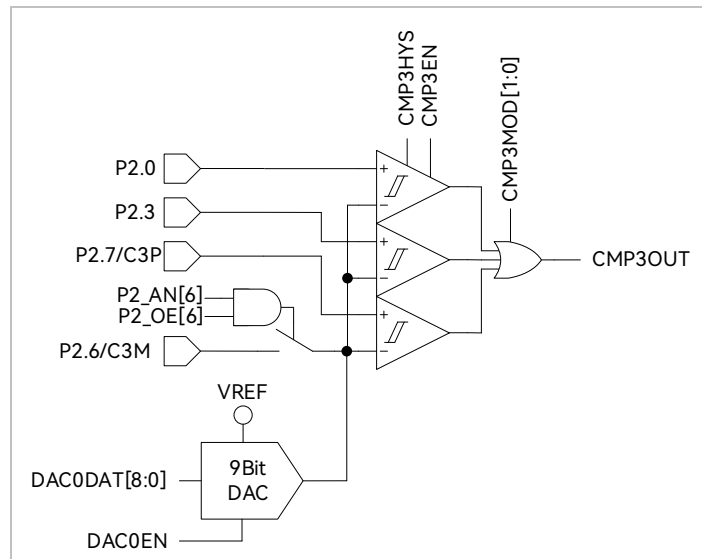 CMP3HYS
CMP3EN
CMP3MOD[1:0]
P2.0
P2.3
P2.7/C3P
P2_AN[6]
P2_OE[6]
P2.6/C3M
CMP3OUT
+
-
+
-
+
-
VREF
9Bit
DAC
DAC0DAT[8:0]
DAC0EN